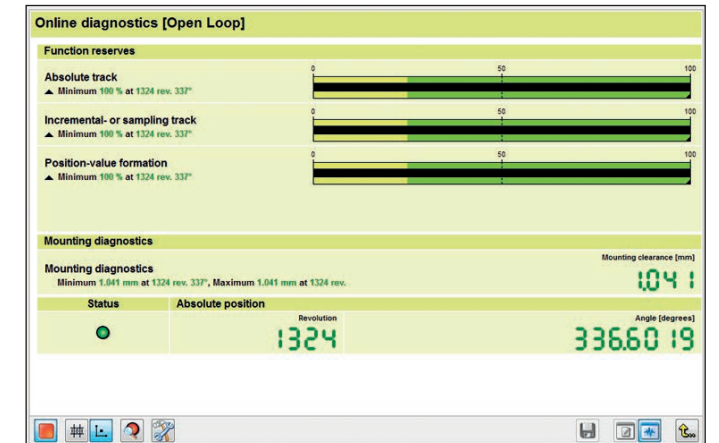 Online diagnostics [Open Loop]
Function reserves
Absolute track
0 50 100
▲ Minimum 100 % at 1324 rev. 337°
Incremental- or sampling track
0 50 100
▲ Minimum 100 % at 1324 rev. 337°
Position-value formation
0 50 100
▲ Minimum 100 % at 1324 rev. 337°
Mounting diagnostics
Mounting clearance [mm]
Mounting diagnostics
Minimum 1.041 mm at 1324 rev. 337°, Maximum 1.041 mm at 1324 rev.
1.041
Status Absolute position
Revolution Angle [degrees]
1324 336.6019